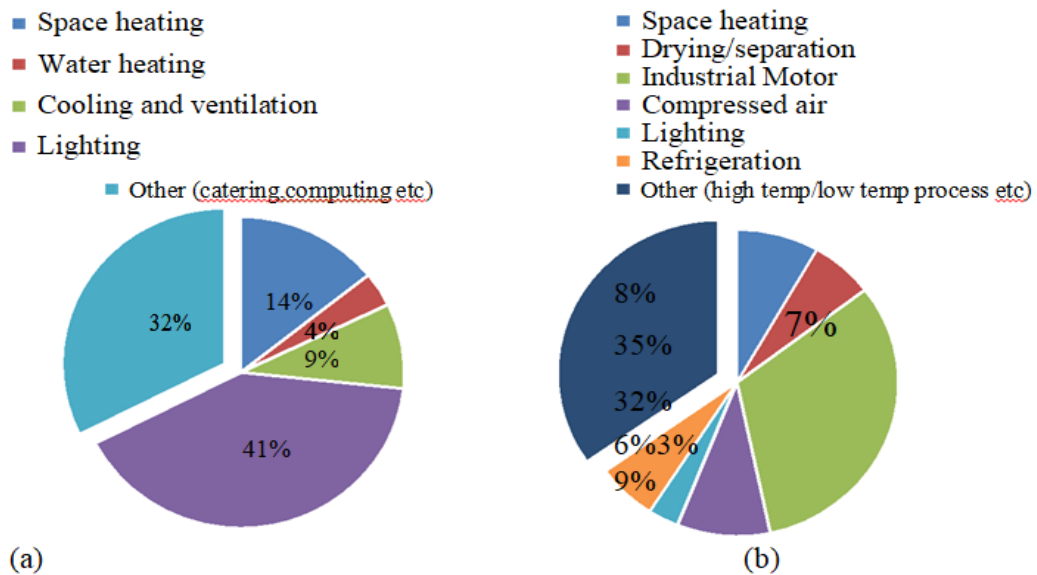 Space heating
Water heating
Cooling and ventilation
Lighting
Other (catering,computing etc)
14%
4%
9%
32%
41%
(a)
Space heating
Drying/separation
Industrial Motor
Compressed air
Lighting
Refrigeration
Other (high temp/low temp process etc)
8%
7%
35%
32%
6%3%
9%
(b)